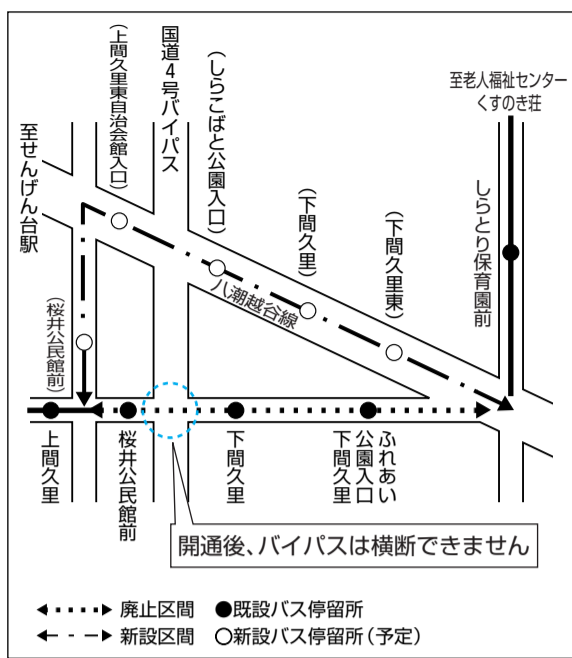 至老人福祉センター
くすのき荘
しらとり保育園前
(下間久里東)
(下間久里)
(しらこばと公園入口)
国道4号バイパス
(上間久里東自治会館入口)
至せんげん台駅
八潮越谷線
(桜井公民館前)
上間久里
桜井公民館前
下間久里
ふれあい
公園入口
下間久里
開通後、バイパスは横断できません
廃止区間 ●既設バス停留所
新設区間 ○新設バス停留所(予定)